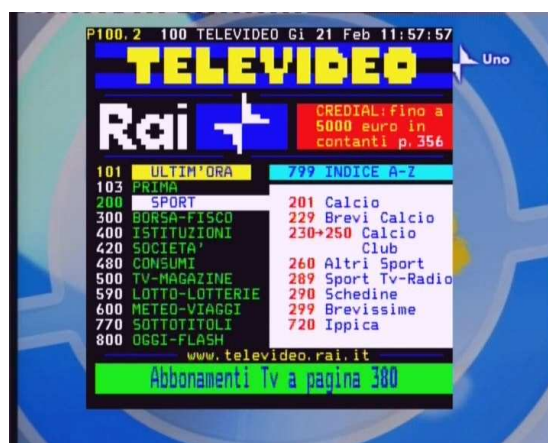 P100.2 100 TELEVIDEO Gi 21 Feb 11:57:57
TELEVIDEO
Uno
Rai
CREDIAL:fino a
5000 euro in
contanti p.356
101 ULTIM'ORA
103 PRIMA
200 SPORT
300 BORSA-FISCO
400 ISTITUZIONI
420 SOCIETA'
480 CONSUMI
500 TV-MAGAZINE
590 LOTTO-LOTTERIE
600 METEO-VIAGGI
770 SOTTOTITOLI
800 OGGI-FLASH
799 INDICE A-Z
201 Calcio
229 Brevi Calcio
230→250 Calcio
Club
260 Altri Sport
289 Sport Tv-Radio
290 Schedine
299 Brevissime
720 Ippica
www.televideo.rai.it
Abbonamenti Tv a pagina 380